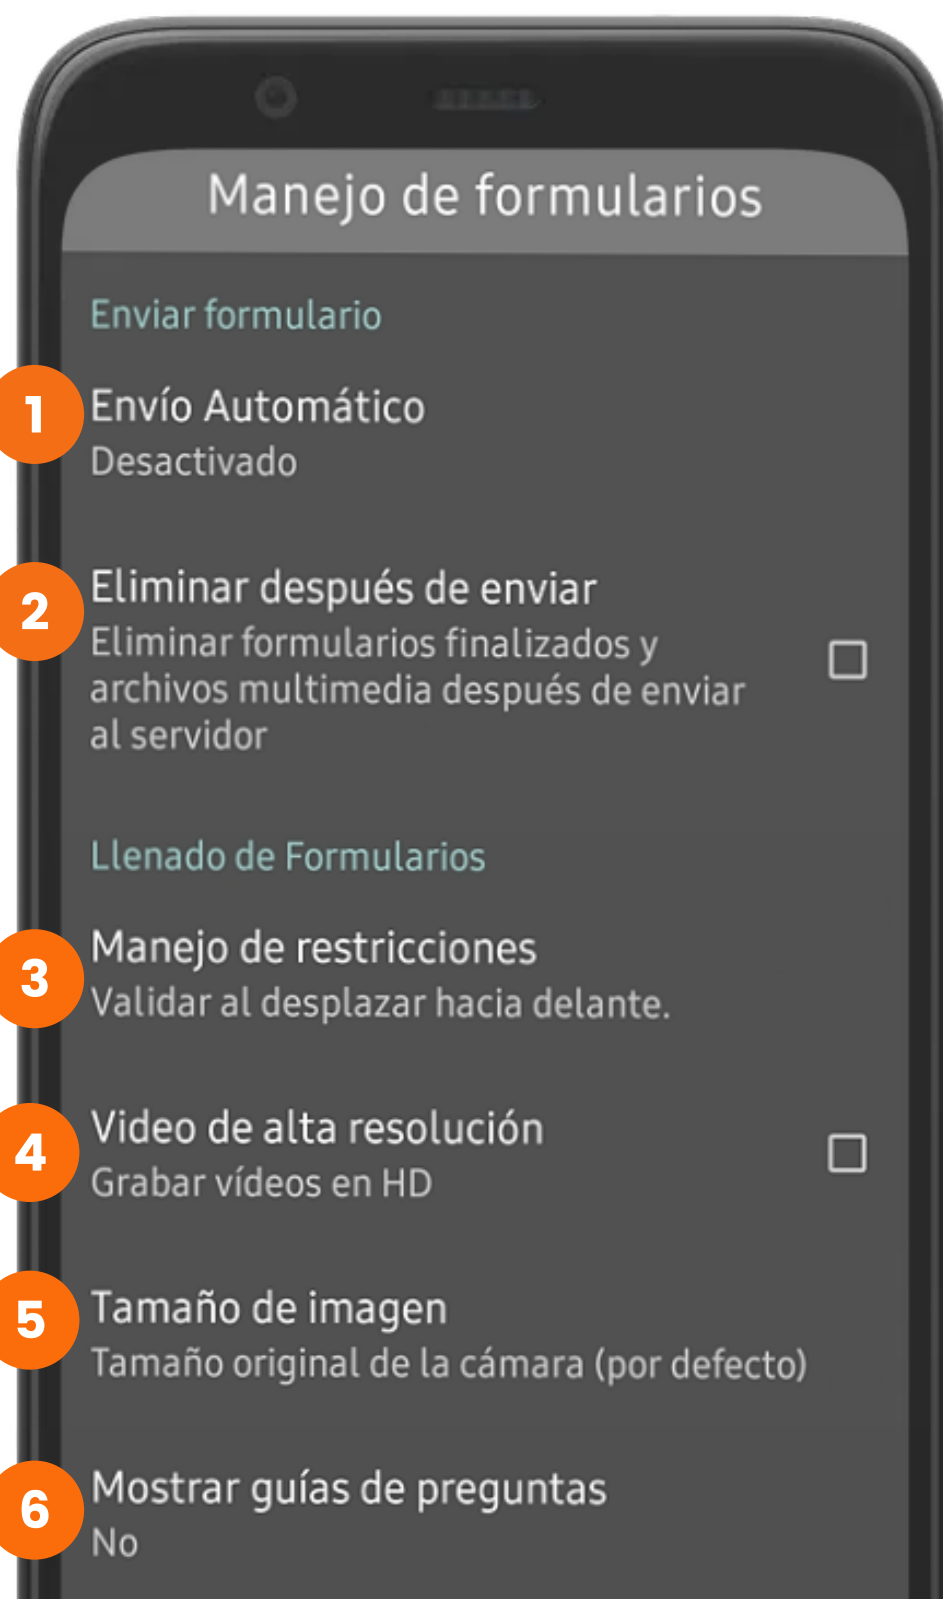 Manejo de formularios
Enviar formulario
1
Envío Automático
Desactivado
2
Eliminar después de enviar
Eliminar formularios finalizados y
archivos multimedia después de enviar
al servidor
Llenado de Formularios
3
Manejo de restricciones
Validar al desplazar hacia delante.
4
Video de alta resolución
Grabar vídeos en HD
5
Tamaño de imagen
Tamaño original de la cámara (por defecto)
6
Mostrar guías de preguntas
No